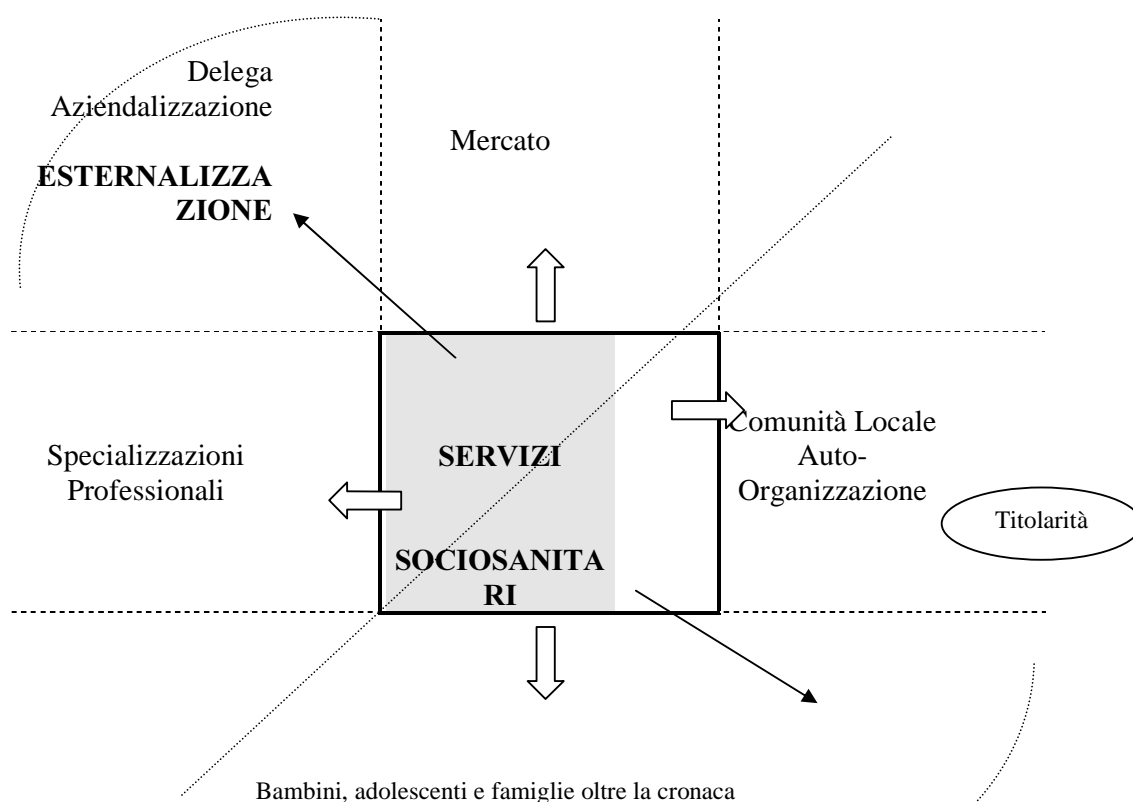 Delega
Aziendalizzazione
ESTERNALIZZA
ZIONE
Mercato
Specializzazioni
Professionali
SERVIZI
SOCIOSANITA
RI
Comunità Locale
Auto-
Organizzazione
Titolarità
Bambini, adolescenti e famiglie oltre la cronaca